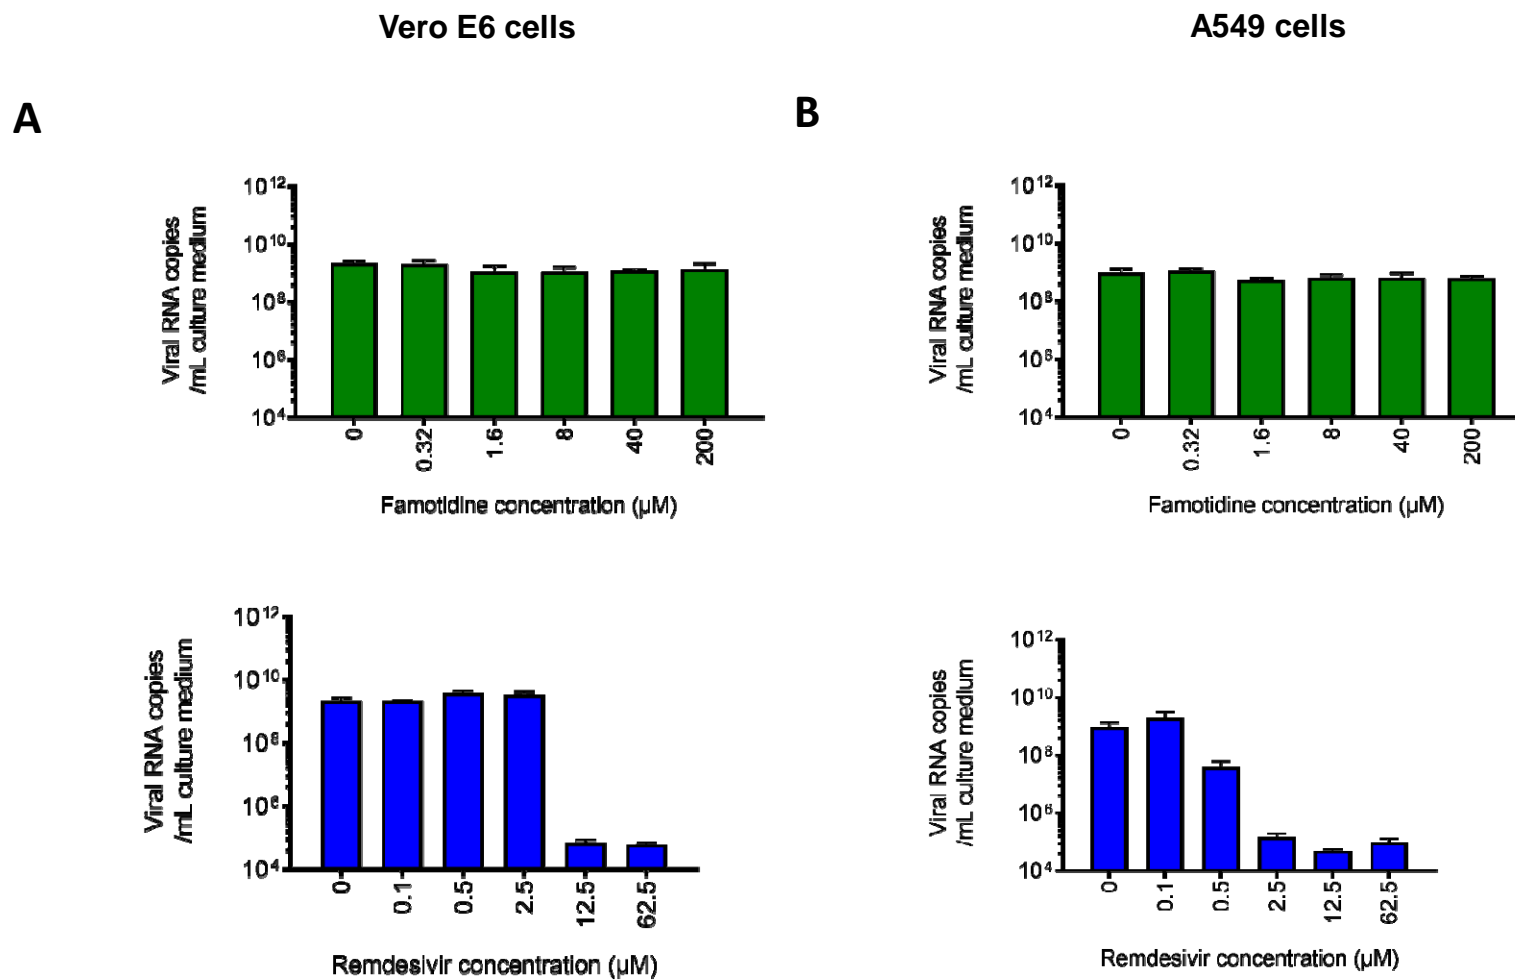 Vero E6 cells
A549 cells
A
B
Viral RNA copies
/mL culture medium
10¹²
10¹⁰
10⁸
10⁶
10⁴
0
0.32
1.6
8
40
200
Famotidine concentration (µM)
Viral RNA copies
/mL culture medium
10¹²
10¹⁰
10⁸
10⁶
10⁴
0
0.32
1.6
8
40
200
Famotidine concentration (µM)
Viral RNA copies
/mL culture medium
10¹²
10¹⁰
10⁸
10⁶
10⁴
0
0.1
0.5
2.5
12.5
62.5
Remdesivir concentration (µM)
Viral RNA copies
/mL culture medium
10¹²
10¹⁰
10⁸
10⁶
10⁴
0
0.1
0.5
2.5
12.5
62.5
Remdesivir concentration (µM)